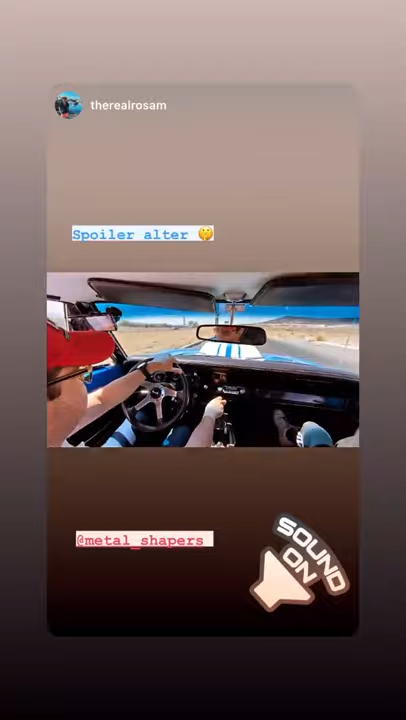 therealrosam
Spoiler alter 🤫
@metal_shapers
SOUND
ON